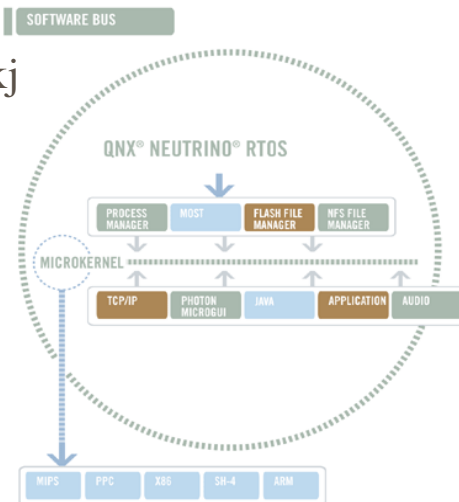 SOFTWARE BUS
kj
QNX® NEUTRINO® RTOS
PROCESS MANAGER
MOST
FLASH FILE MANAGER
NFS FILE MANAGER
MICROKERNEL
TCP/IP
PHOTON MICROGUI
JAVA
APPLICATION
AUDIO
MIPS
PPC
X86
SH-4
ARM